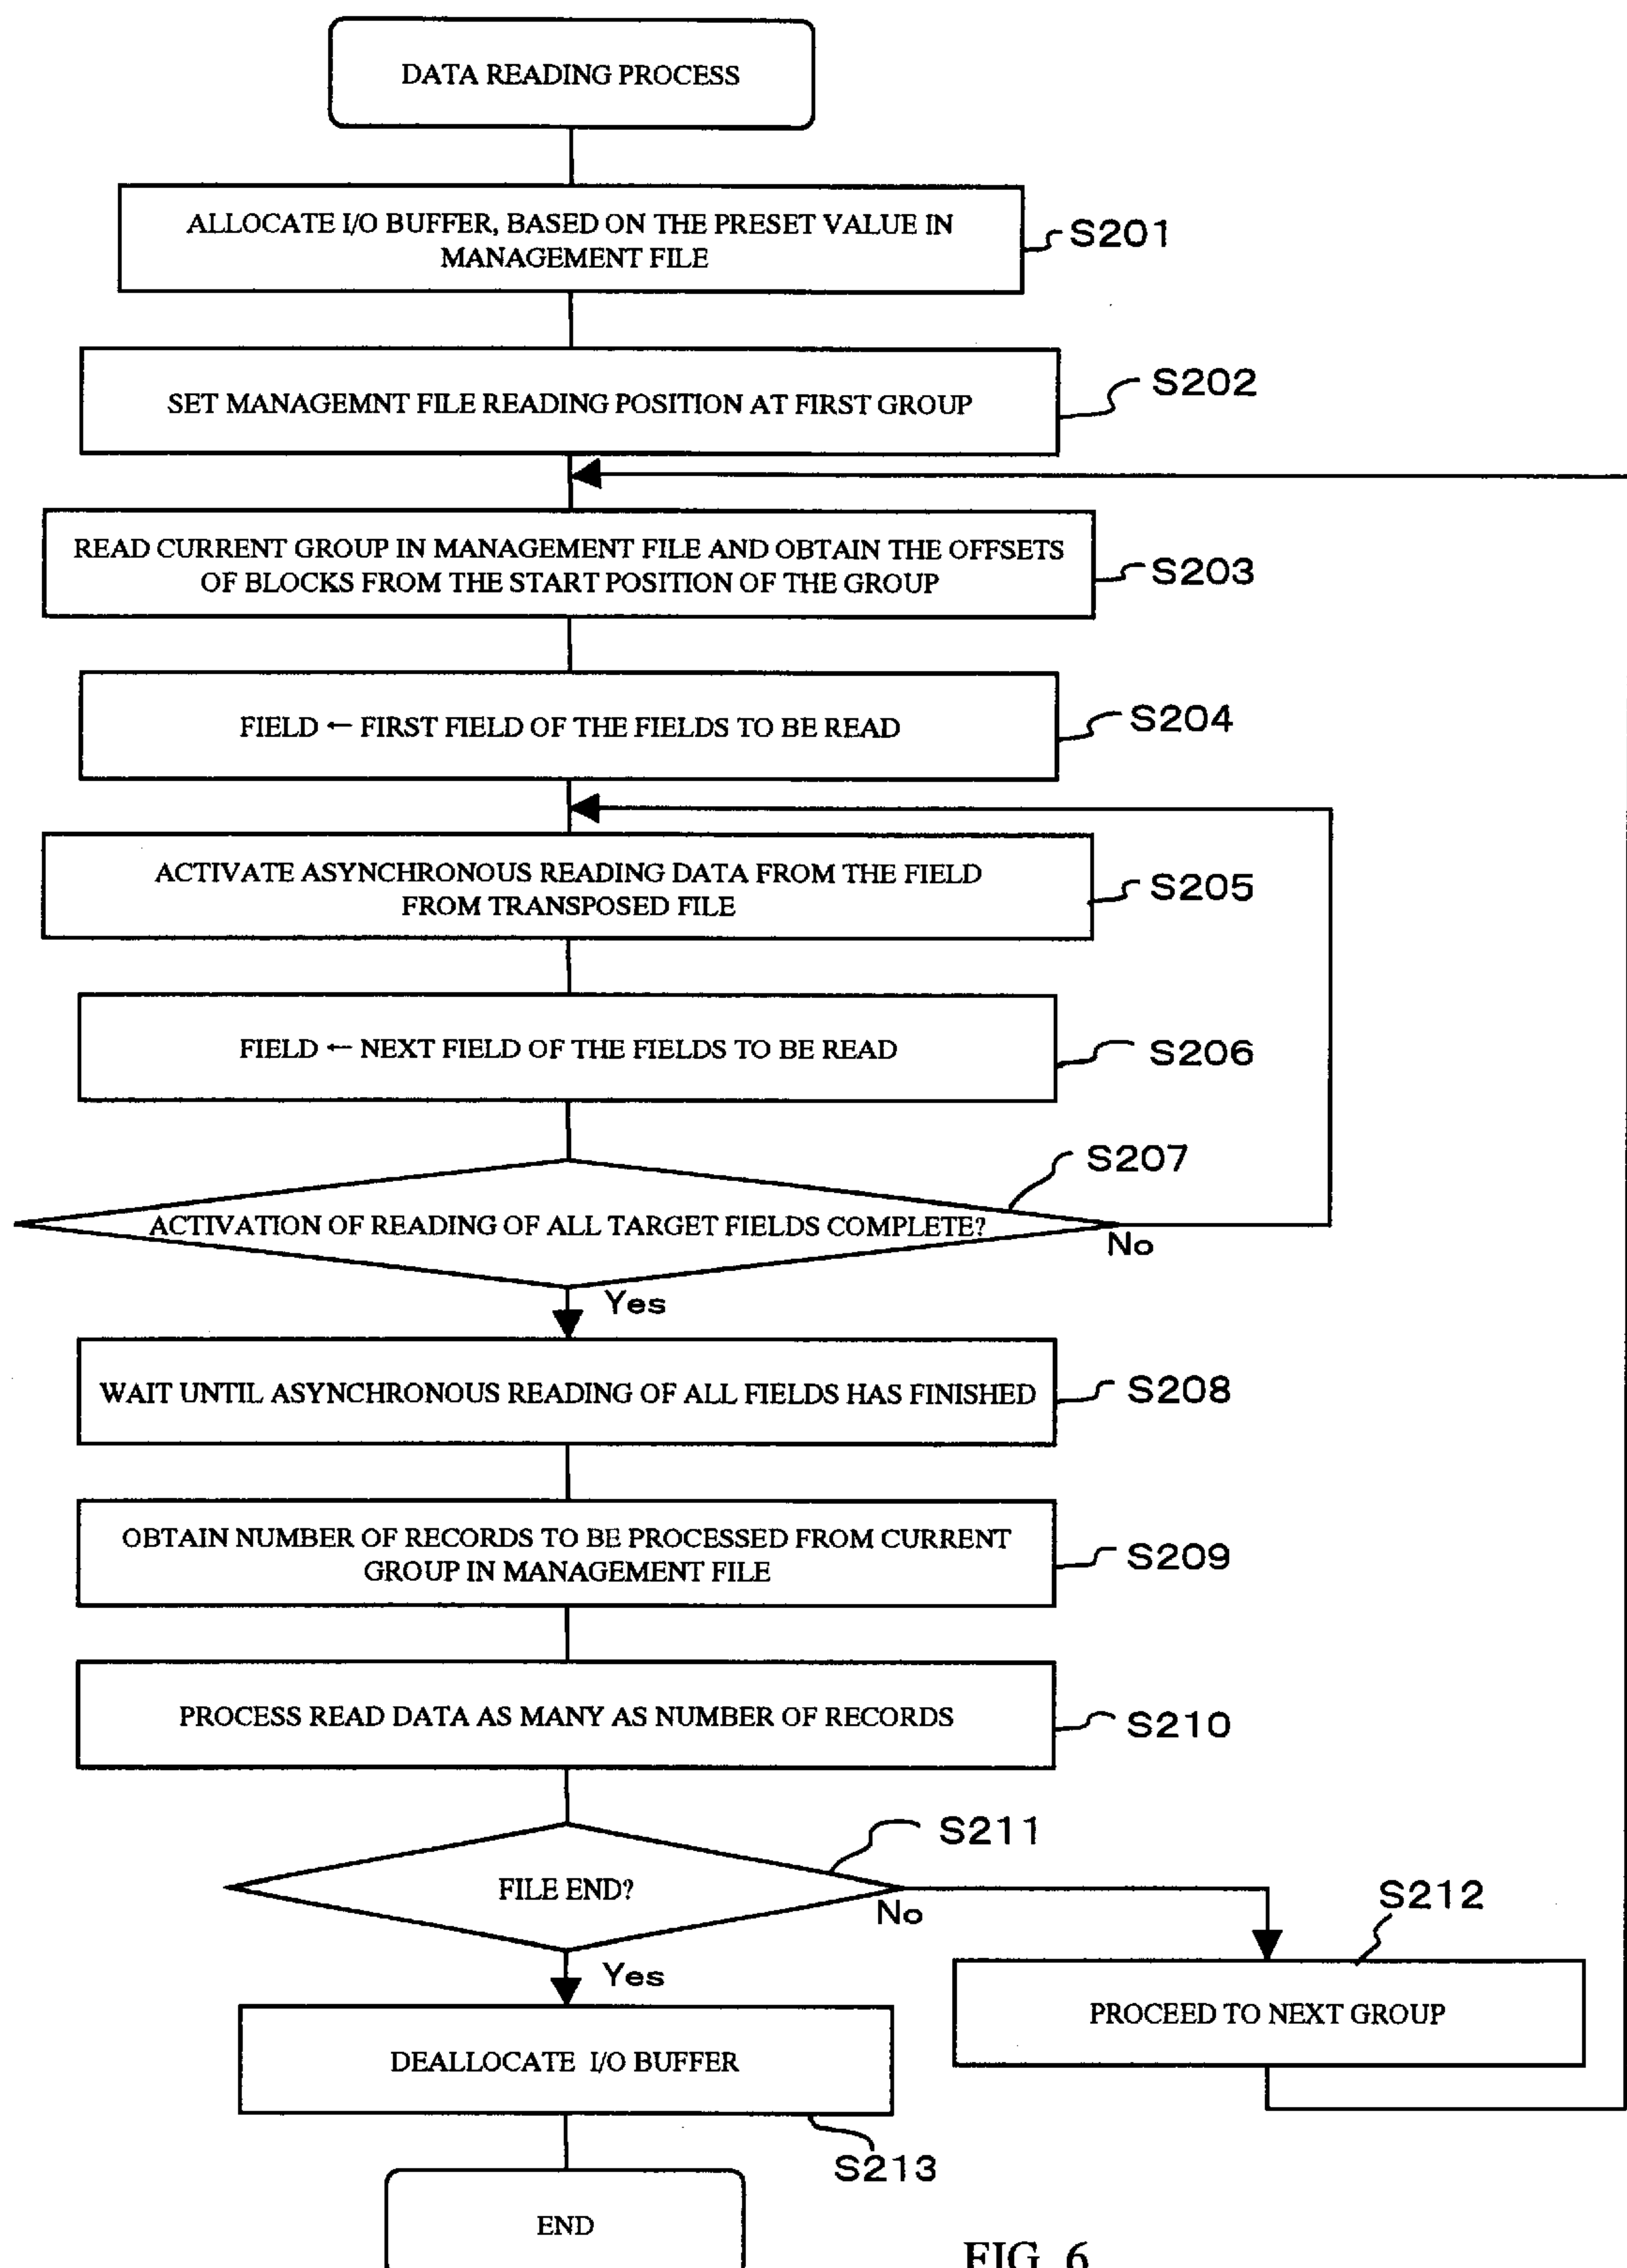 DATA READING PROCESS
ALLOCATE I/O BUFFER, BASED ON THE PRESET VALUE IN
MANAGEMENT FILE
S201
SET MANAGEMNT FILE READING POSITION AT FIRST GROUP
S202
READ CURRENT GROUP IN MANAGEMENT FILE AND OBTAIN THE OFFSETS
OF BLOCKS FROM THE START POSITION OF THE GROUP
S203
FIELD ← FIRST FIELD OF THE FIELDS TO BE READ
S204
ACTIVATE ASYNCHRONOUS READING DATA FROM THE FIELD
FROM TRANSPOSED FILE
S205
FIELD ← NEXT FIELD OF THE FIELDS TO BE READ
S206
S207
ACTIVATION OF READING OF ALL TARGET FIELDS COMPLETE?
No
Yes
WAIT UNTIL ASYNCHRONOUS READING OF ALL FIELDS HAS FINISHED
S208
OBTAIN NUMBER OF RECORDS TO BE PROCESSED FROM CURRENT
GROUP IN MANAGEMENT FILE
S209
PROCESS READ DATA AS MANY AS NUMBER OF RECORDS
S210
S211
FILE END?
No
S212
Yes
PROCEED TO NEXT GROUP
DEALLOCATE I/O BUFFER
S213
END
FIG. 6